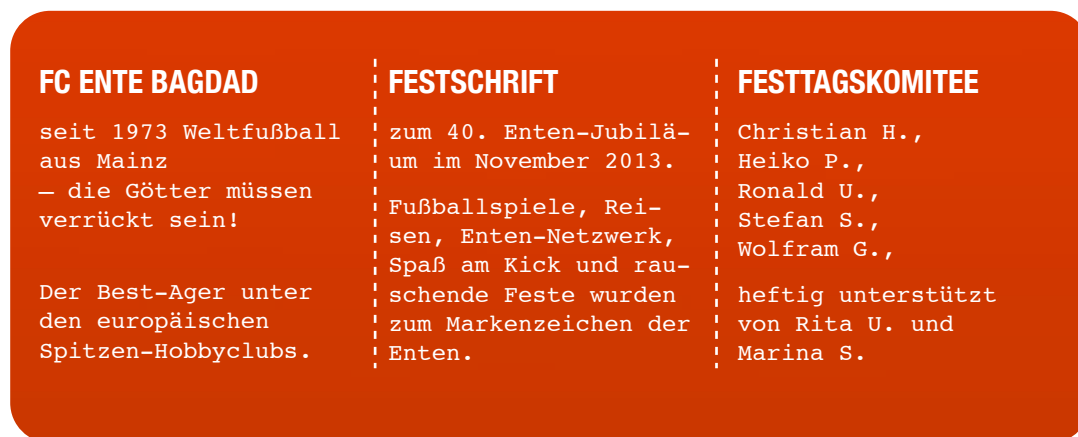 FC ENTE BAGDAD
seit 1973 Weltfußball
aus Mainz
– die Götter müssen
verrückt sein!
Der Best-Ager unter
den europäischen
Spitzen-Hobbyclubs.
FESTSCHRIFT
zum 40. Enten-Jubilä-
um im November 2013.
Fußballspiele, Rei-
sen, Enten-Netzwerk,
Spaß am Kick und rau-
schende Feste wurden
zum Markenzeichen der
Enten.
FESTTAGSKOMITEE
Christian H.,
Heiko P.,
Ronald U.,
Stefan S.,
Wolfram G.,
heftig unterstützt
von Rita U. und
Marina S.